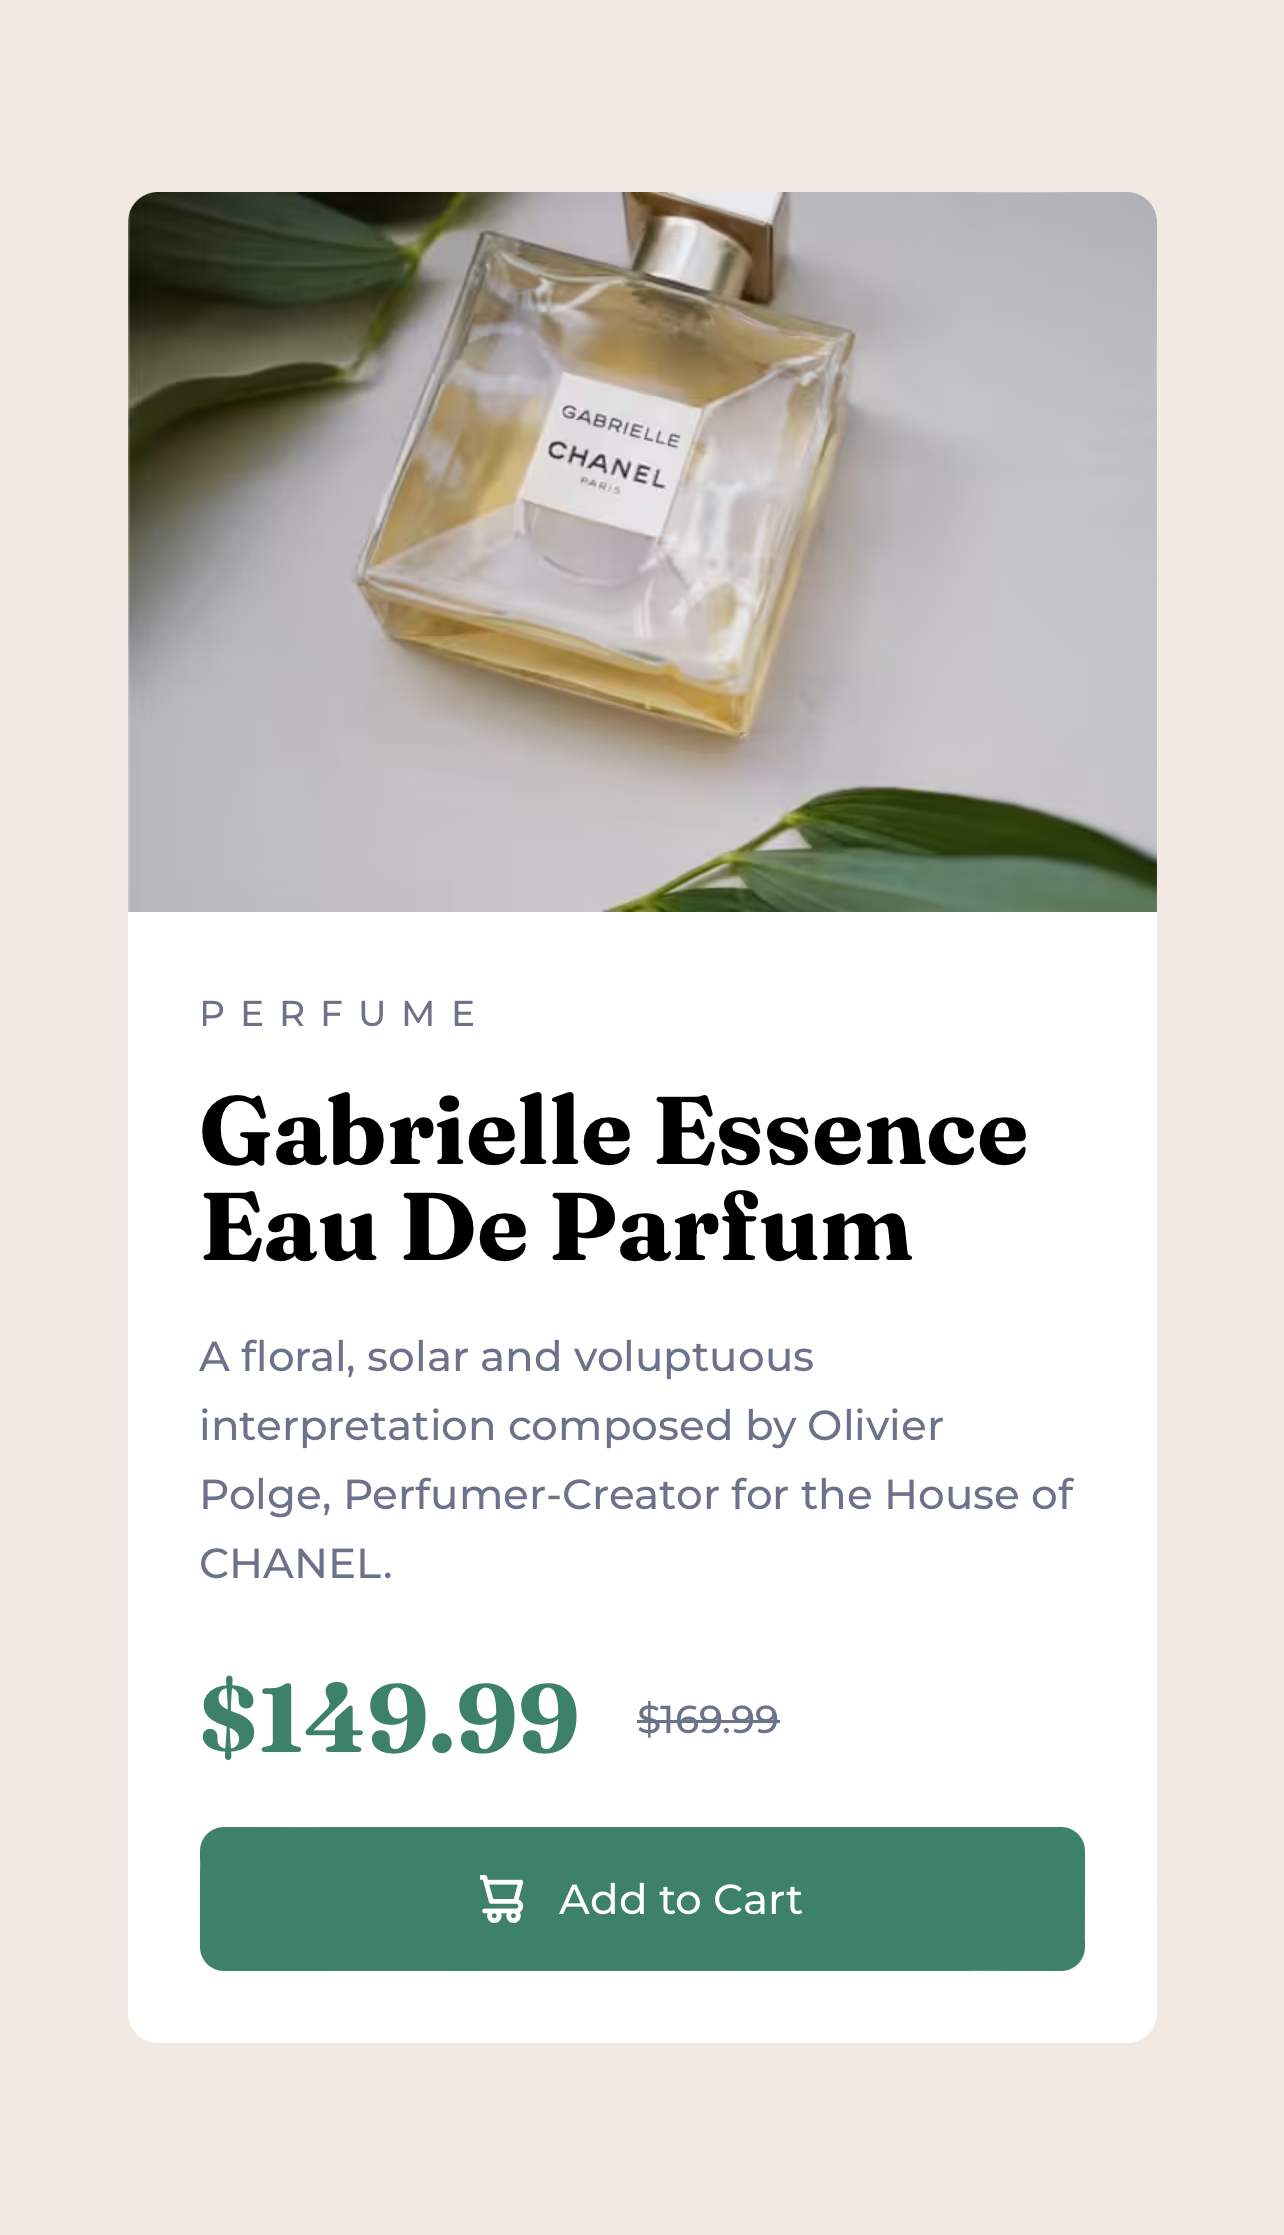 GABRIELLE
CHANEL
PARIS
PERFUME
Gabrielle Essence
Eau De Parfum
A floral, solar and voluptuous
interpretation composed by Olivier
Polge, Perfumer-Creator for the House of
CHANEL.
$149.99 $169.99
Add to Cart